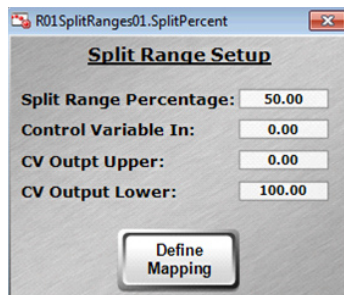 R01SplitRanges01.SplitPercent
Split Range Setup
Split Range Percentage: 50.00
Control Variable In: 0.00
CV Outpt Upper: 0.00
CV Output Lower: 100.00
Define
Mapping